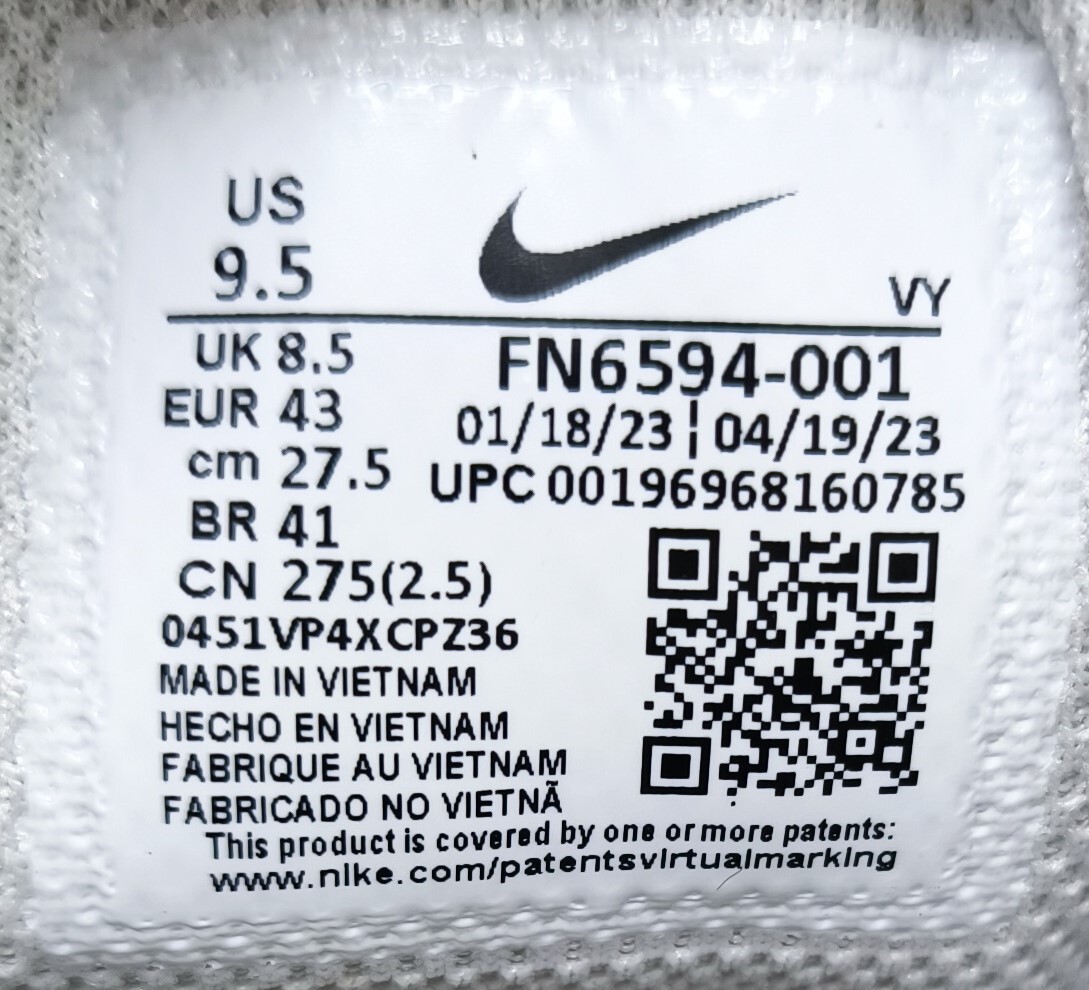 US
9.5
VY
UK 8.5
EUR 43
cm 27.5
BR 41
CN 275(2.5)
FN6594-001
01/18/23 ¦ 04/19/23
UPC 00196968160785
0451VP4XCPZ36
MADE IN VIETNAM
HECHO EN VIETNAM
FABRIQUE AU VIETNAM
FABRICADO NO VIETNÃ
This product is covered by one or more patents:
www.nike.com/patentsvirtualmarking